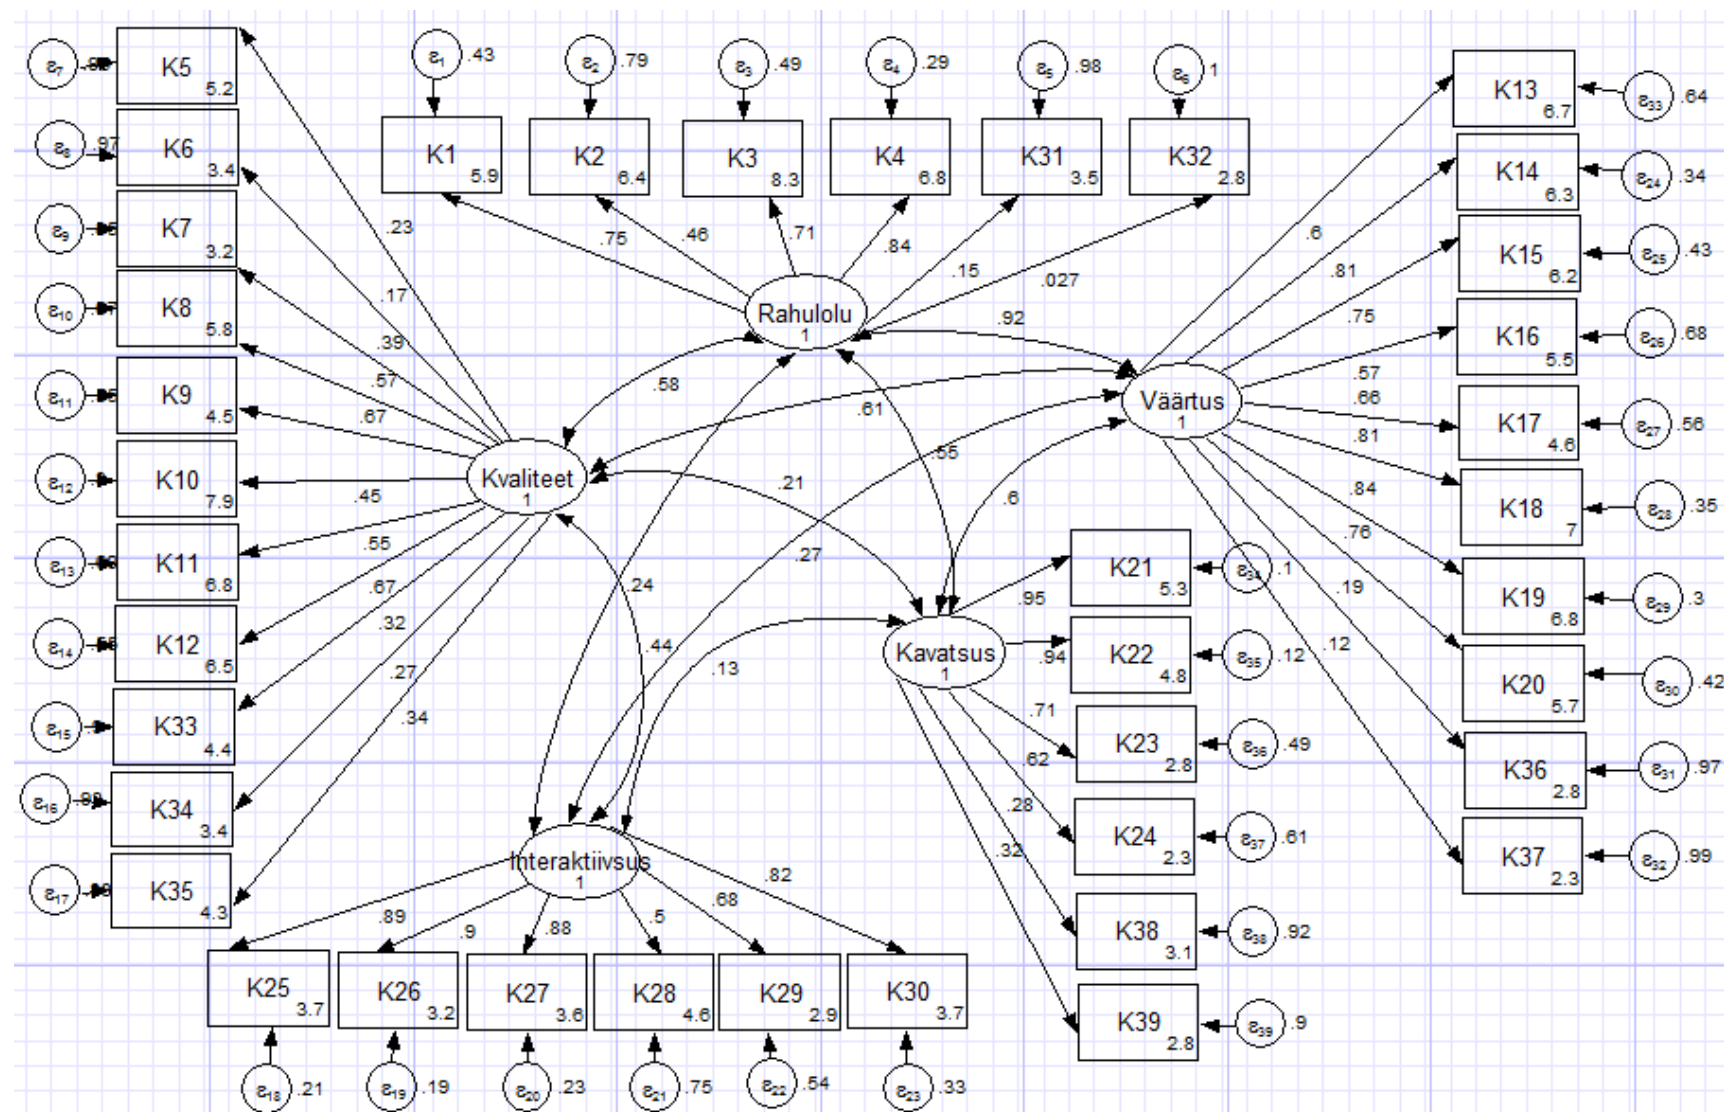 ε7
K5
5.2
ε8
.97
K6
3.4
ε9
K7
3.2
ε10
K8
5.8
ε11
K9
4.5
ε12
K10
7.9
ε13
K11
6.8
ε14
K12
6.5
ε15
K33
4.4
ε16
K34
3.4
ε17
K35
4.3
ε1 .43
K1
5.9
ε2 .79
K2
6.4
ε3 .49
K3
8.3
ε4 .29
K4
6.8
ε5 .98
K31
3.5
ε6 1
K32
2.8
.23
.17
.39
.57
.67
.45
.55
.67
.32
.27
.34
.75
.46
.71
.84
.15
.027
Rahulolu
1
Kvaliteet
1
Väärtus
1
Kavatsus
1
Interaktiivsus
1
.92
.58
.61
.55
.21
.6
.27
.24
.44
.13
.6
.81
.75
.57
.66
.81
.84
.76
.19
.12
K13
6.7
ε33 .64
K14
6.3
ε24 .34
K15
6.2
ε25 .43
K16
5.5
ε26 .68
K17
4.6
ε27 .56
K18
7
ε28 .35
K19
6.8
ε29 .3
K20
5.7
ε30 .42
K36
2.8
ε31 .97
K37
2.3
ε32 .99
.95
.94
.71
.62
.28
.32
K21
5.3
ε34 .1
K22
4.8
ε35 .12
K23
2.8
ε36 .49
K24
2.3
ε37 .61
K38
3.1
ε38 .92
K39
2.8
ε39 .9
.89
.9
.88
.5
.68
.82
K25
3.7
K26
3.2
K27
3.6
K28
4.6
K29
2.9
K30
3.7
ε18 .21
ε19 .19
ε20 .23
ε21 .75
ε22 .54
ε23 .33